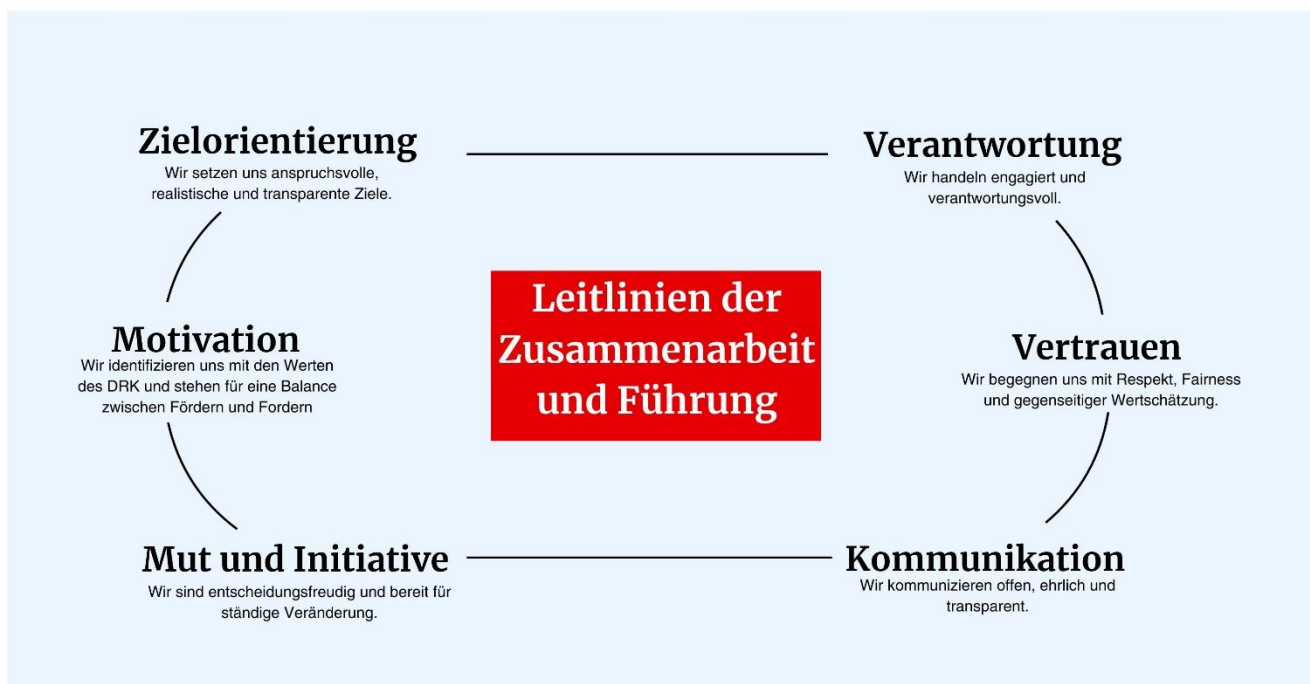 Zielorientierung
Wir setzen uns anspruchsvolle,
realistische und transparente Ziele.
Verantwortung
Wir handeln engagiert und
verantwortungsvoll.
Leitlinien der
Zusammenarbeit
und Führung
Motivation
Wir identifizieren uns mit den Werten
des DRK und stehen für eine Balance
zwischen Fördern und Fordern
Vertrauen
Wir begegnen uns mit Respekt, Fairness
und gegenseitiger Wertschätzung.
Mut und Initiative
Wir sind entscheidungsfreudig und bereit für
ständige Veränderung.
Kommunikation
Wir kommunizieren offen, ehrlich und
transparent.